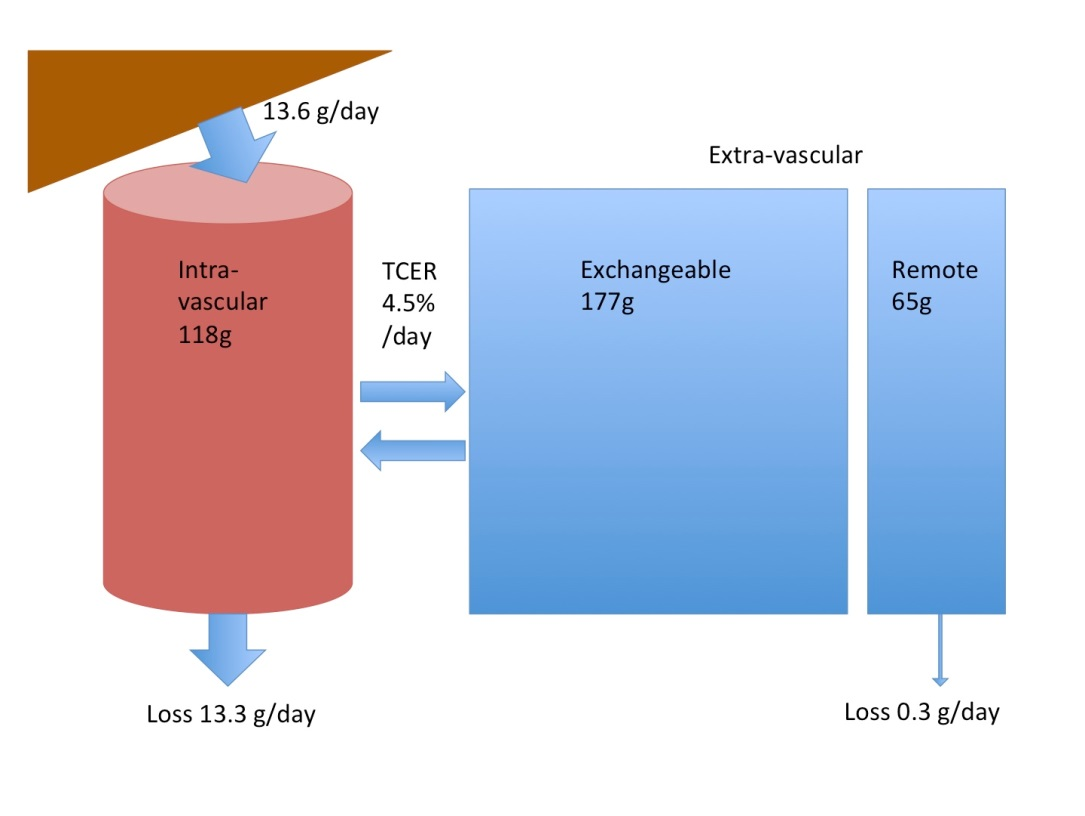 13.6 g/day
Extra-vascular
Intra-
vascular
118g
TCER
4.5%
/day
Exchangeable
177g
Remote
65g
Loss 13.3 g/day
Loss 0.3 g/day